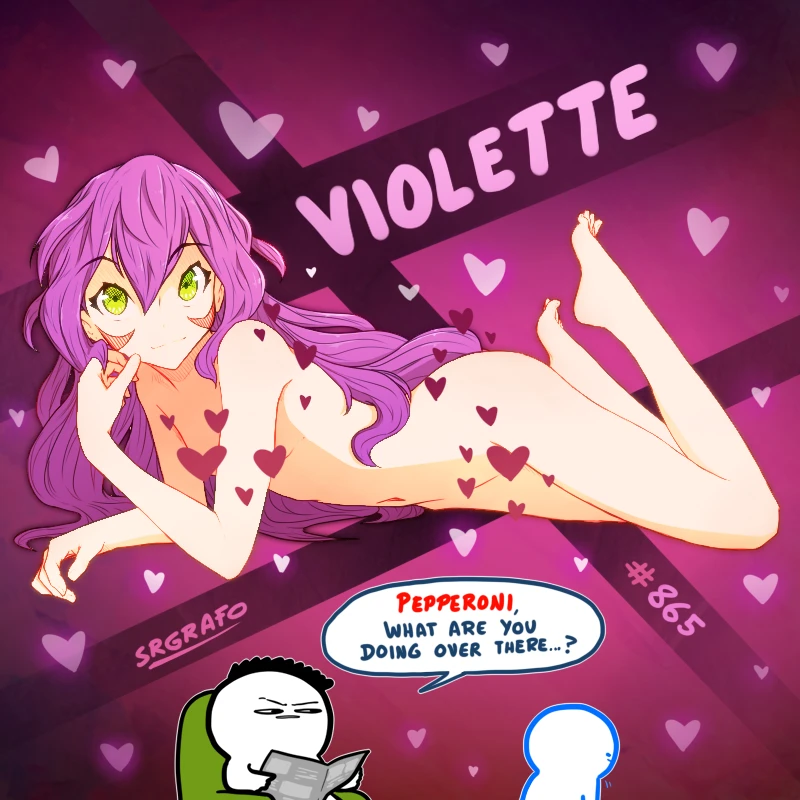 VIOLETTE
#865
SRGRAFO
PEPPERONI,
WHAT ARE YOU
DOING OVER THERE...?